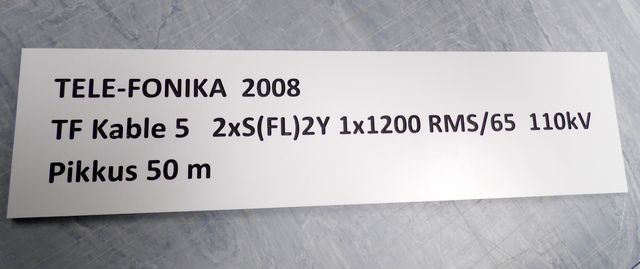 TELE-FONIKA 2008
TF Kable 5 2xS(FL)2Y 1x1200 RMS/65 110kV
Pikkus 50 m